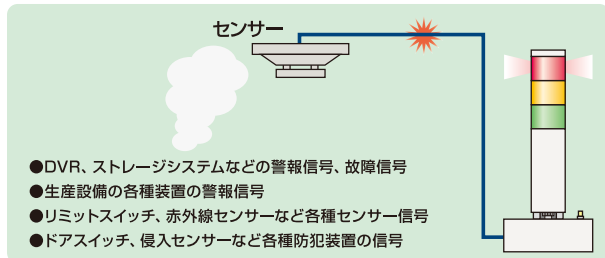 センサー
●DVR、ストレージシステムなどの警報信号、故障信号
●生産設備の各種装置の警報信号
●リミットスイッチ、赤外線センサーなど各種センサー信号
●ドアスイッチ、侵入センサーなど各種防犯装置の信号